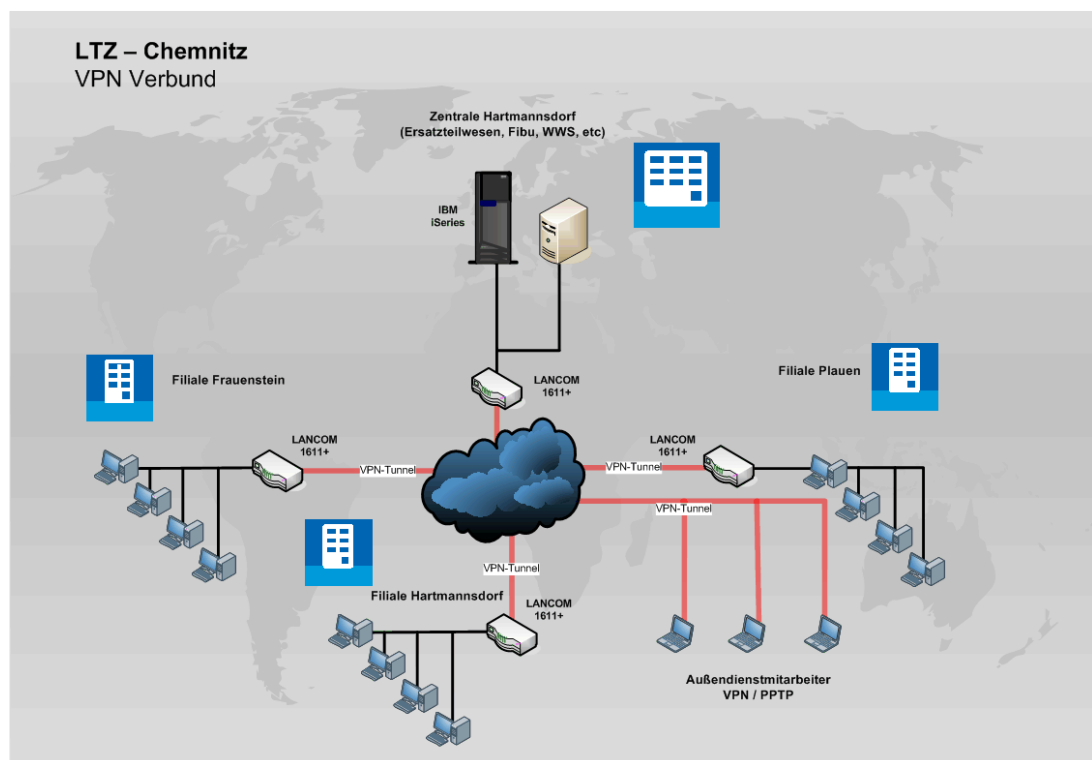 LTZ – Chemnitz
VPN Verbund
Zentrale Hartmannsdorf
(Ersatzteilwesen, Fibu, WWS, etc)
IBM
iSeries
LANCOM
1611+
Filiale Frauenstein
Filiale Plauen
LANCOM
1611+
VPN-Tunnel
VPN-Tunnel
LANCOM
1611+
VPN-Tunnel
VPN-Tunnel
Filiale Hartmannsdorf
LANCOM
1611+
Außendienstmitarbeiter
VPN / PPTP